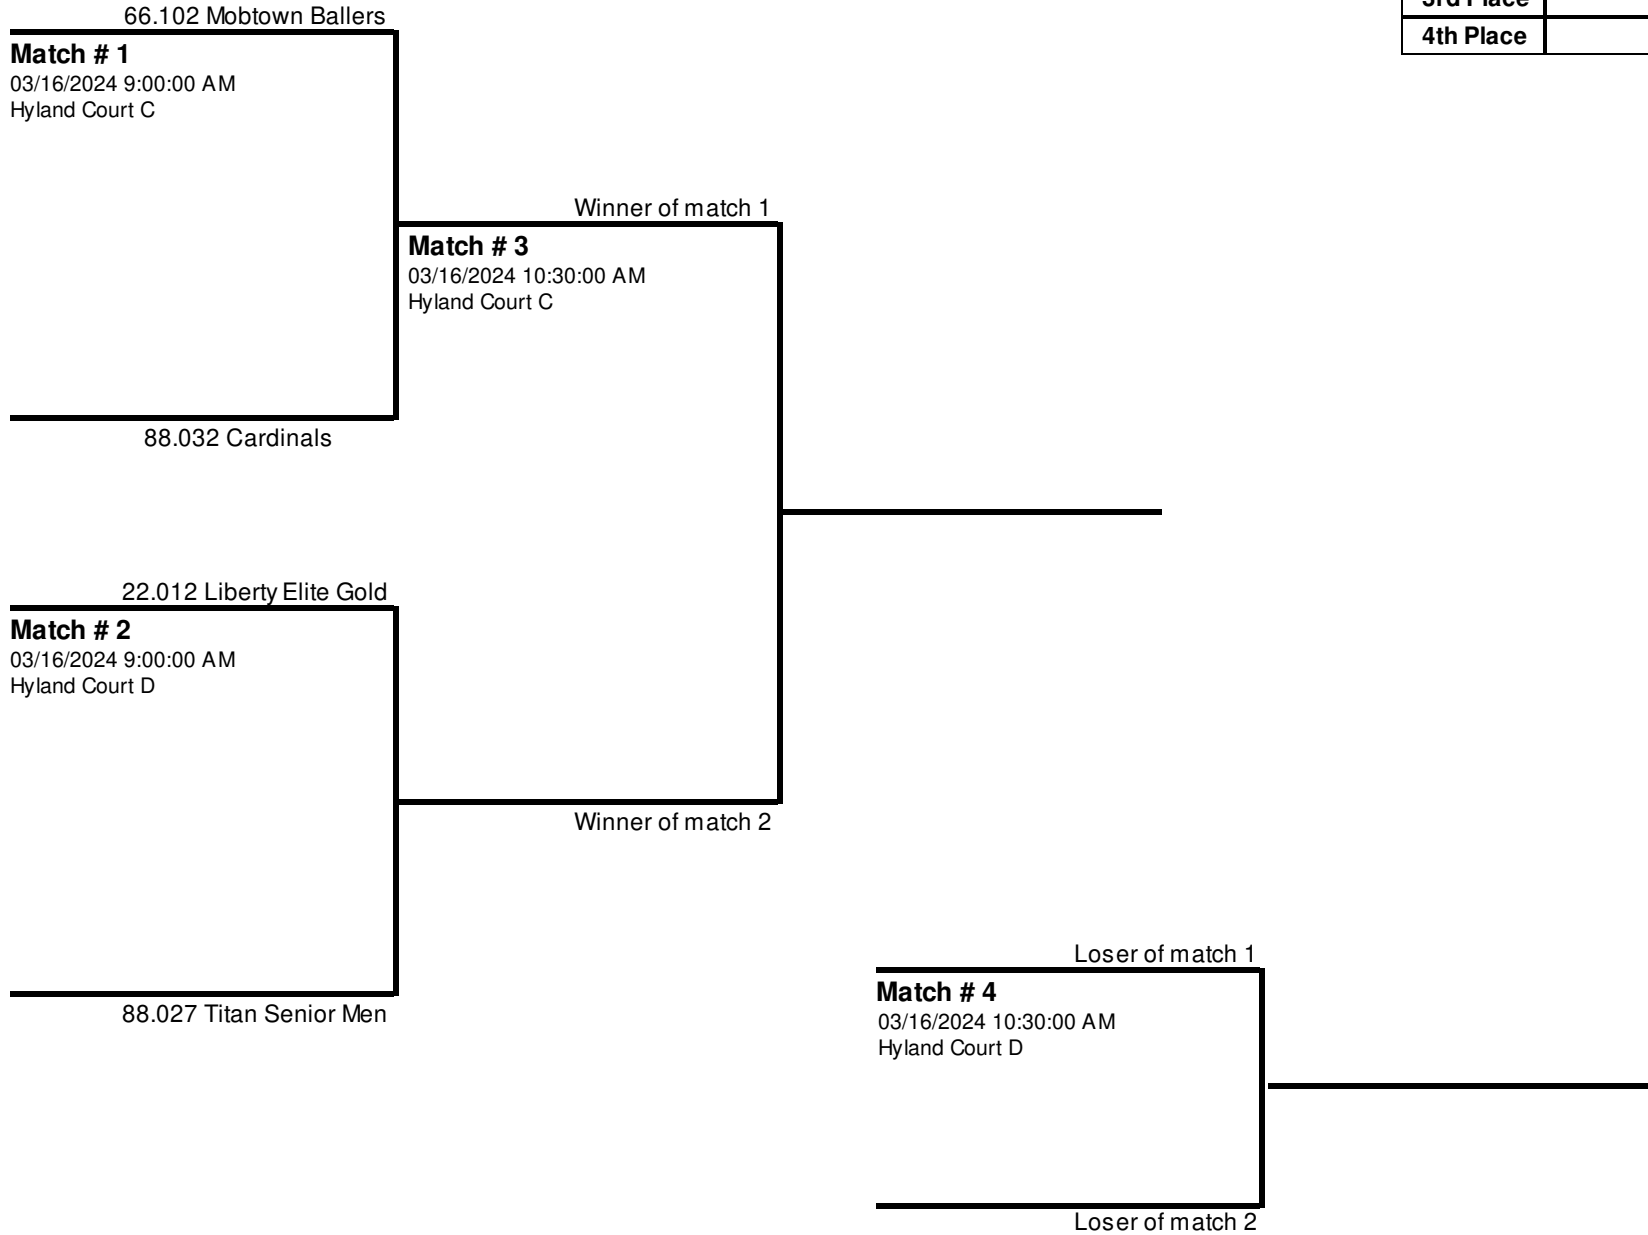 66.102 Mobtown Ballers
Match # 1
03/16/2024 9:00:00 AM
Hyland Court C
88.032 Cardinals
22.012 Liberty Elite Gold
Match # 2
03/16/2024 9:00:00 AM
Hyland Court D
88.027 Titan Senior Men
Winner of match 1
Match # 3
03/16/2024 10:30:00 AM
Hyland Court C
Winner of match 2
3rd Place
4th Place
Loser of match 1
Match # 4
03/16/2024 10:30:00 AM
Hyland Court D
Loser of match 2